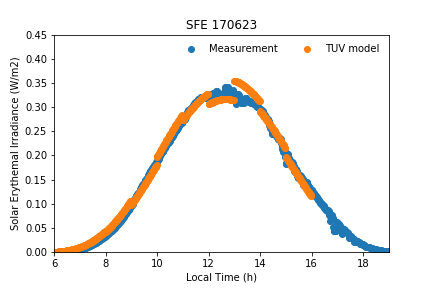 SFE 170623
Measurement TUV model
Solar Erythemal Irradiance (W/m2)
0.45
0.40
0.35
0.30
0.25
0.20
0.15
0.10
0.05
0.00
6 8 10 12 14 16 18
Local Time (h)